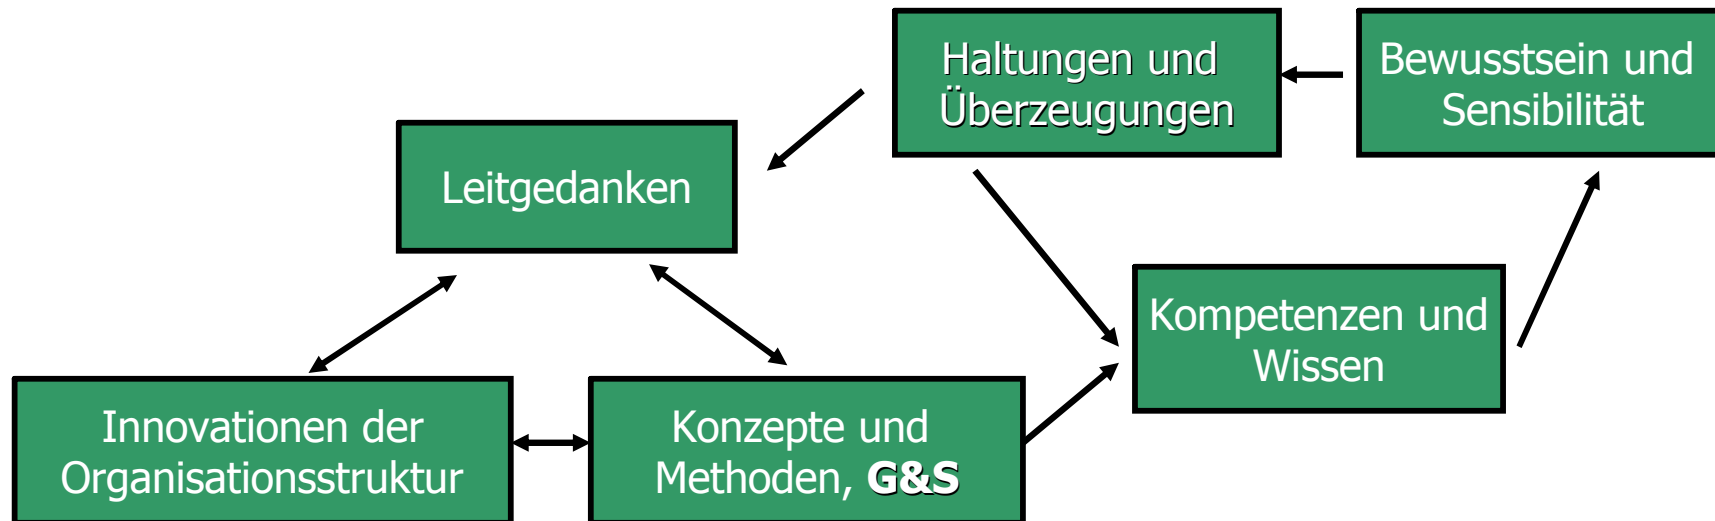 Haltungen und
Überzeugungen
Bewusstsein und
Sensibilität
Leitgedanken
Kompetenzen und
Wissen
Innovationen der
Organisationsstruktur
Konzepte und
Methoden, G&S